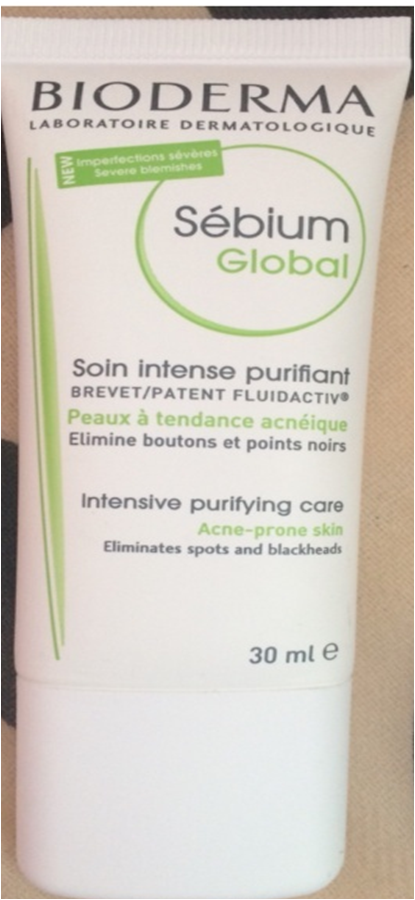 BIODERMA
LABORATOIRE DERMATOLOGIQUE
NEW
Imperfections sévères
Severe blemishes
Sébium
Global
Soin intense purifiant
BREVET/PATENT FLUIDACTIV®
Peaux à tendance acnéique
Elimine boutons et points noirs
Intensive purifying care
Acne-prone skin
Eliminates spots and blackheads
30 ml e